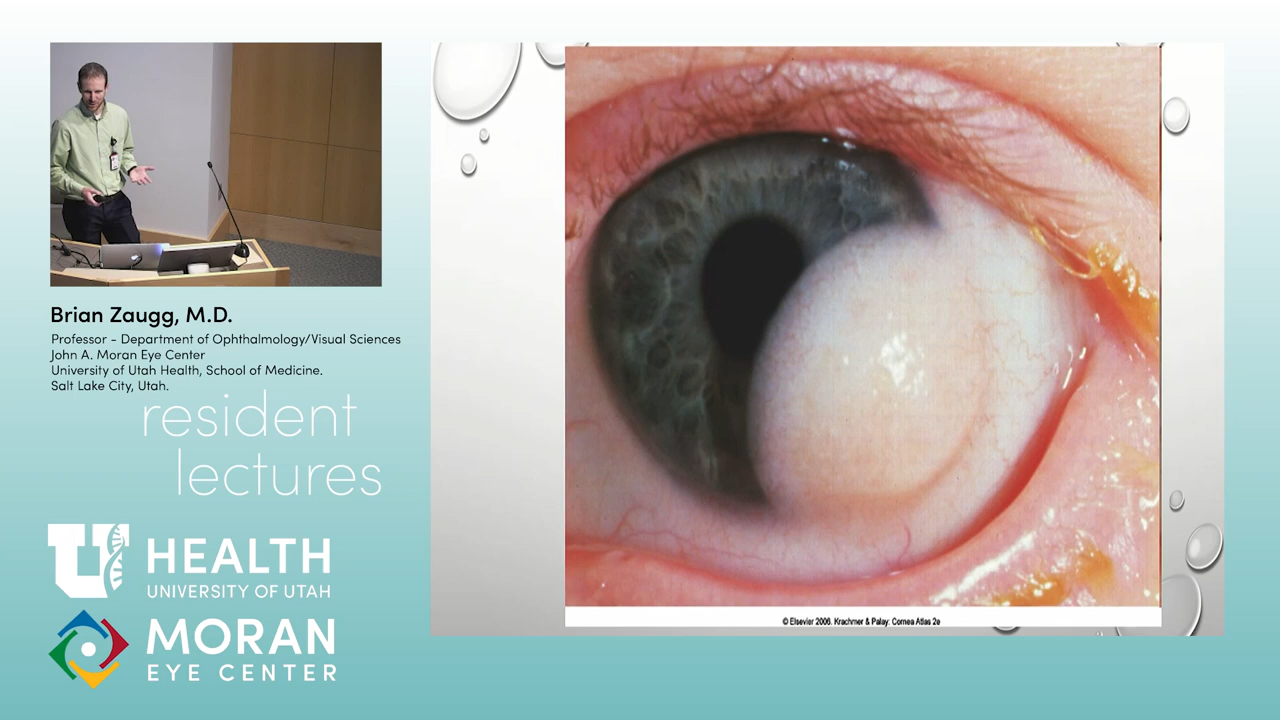 Brian Zaugg, M.D.
Professor - Department of Ophthalmology/Visual Sciences
John A. Moran Eye Center
University of Utah Health, School of Medicine.
Salt Lake City, Utah.
resident
lectures
U HEALTH
UNIVERSITY OF UTAH
MORAN
EYE CENTER
© Elsevier 2006. Krachmer & Palay: Cornea Atlas 2e